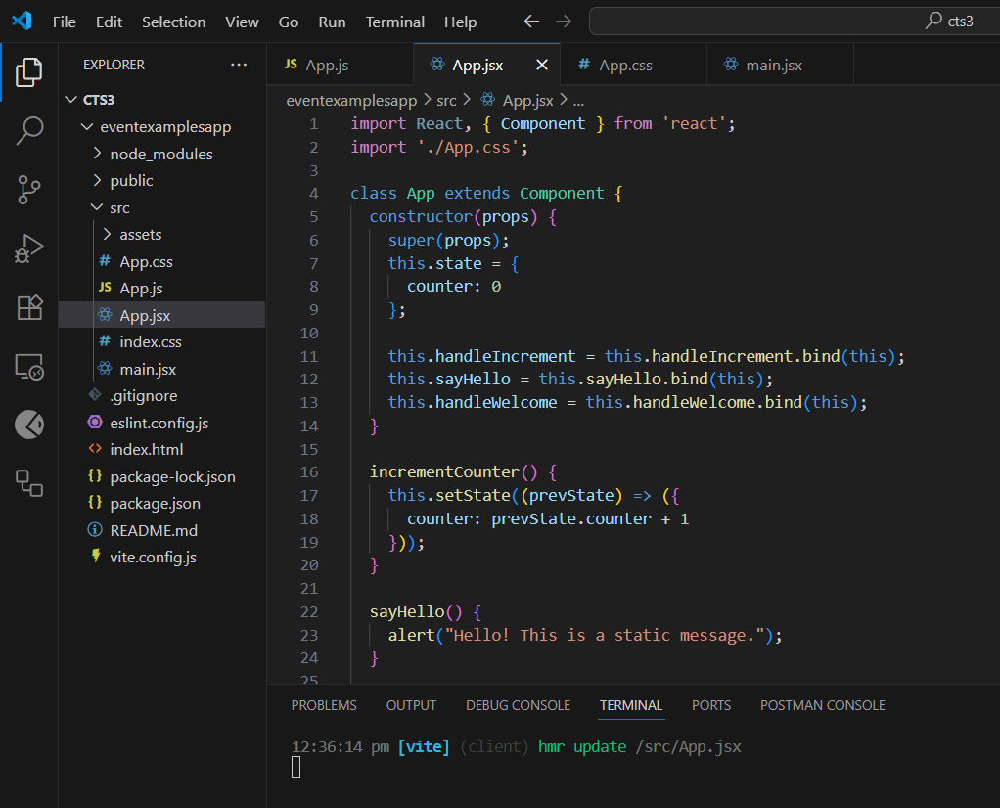 File Edit Selection View Go Run Terminal Help
cts3
EXPLORER
CTS3
eventexamplesapp
node_modules
public
src
assets
App.css
App.js
App.jsx
index.css
main.jsx
.gitignore
eslint.config.js
index.html
package-lock.json
package.json
README.md
vite.config.js
App.js App.jsx App.css main.jsx
eventexamplesapp > src > App.jsx > ...
1 import React, { Component } from 'react';
2 import './App.css';
3
4 class App extends Component {
5 constructor(props) {
6 super(props);
7 this.state = {
8 counter: 0
9 };
10
11 this.handleIncrement = this.handleIncrement.bind(this);
12 this.sayHello = this.sayHello.bind(this);
13 this.handleWelcome = this.handleWelcome.bind(this);
14 }
15
16 incrementCounter() {
17 this.setState((prevState) => ({
18 counter: prevState.counter + 1
19 }));
20 }
21
22 sayHello() {
23 alert("Hello! This is a static message.");
24 }
25
PROBLEMS OUTPUT DEBUG CONSOLE TERMINAL PORTS POSTMAN CONSOLE
12:36:14 pm [vite] (client) hmr update /src/App.jsx